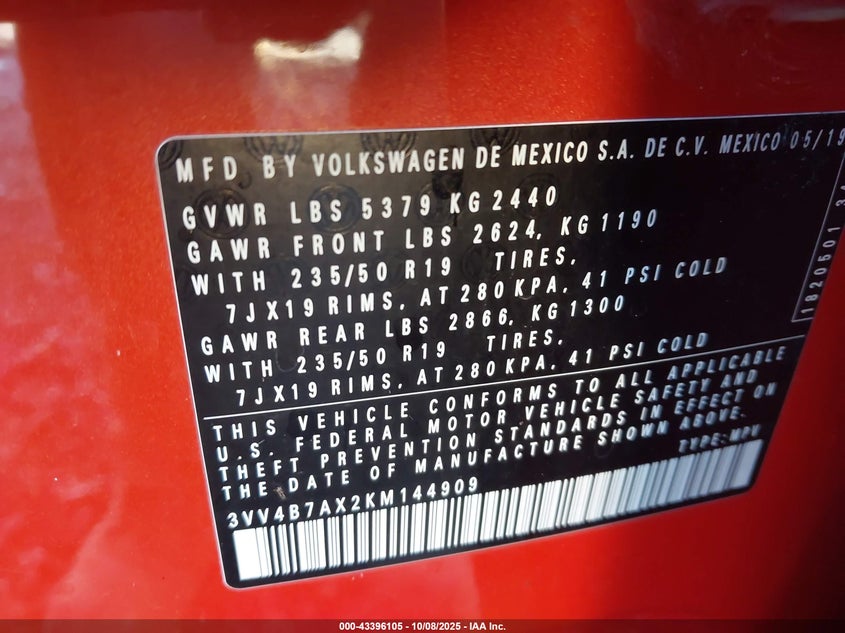 MFD BY VOLKSWAGEN DE MEXICO S.A. DE C.V. MEXICO 05/19
GVWR LBS 5379 KG 2440
GAWR FRONT LBS 2624, KG 1190
WITH 235/50 R19 TIRES,
7JX19 RIMS, AT 280 KPA, 41 PSI COLD
GAWR REAR LBS 2866, KG 1300
WITH 235/50 R19 TIRES,
7JX19 RIMS, AT 280 KPA, 41 PSI COLD
THIS VEHICLE CONFORMS TO ALL APPLICABLE
U.S. FEDERAL MOTOR VEHICLE SAFETY AND
THEFT PREVENTION STANDARDS IN EFFECT ON
THE DATE OF MANUFACTURE SHOWN ABOVE.
TYPE:MPV
3VV4B7AX2KM144909
1820501
000-43396105 - 10/08/2025 - IAA Inc.